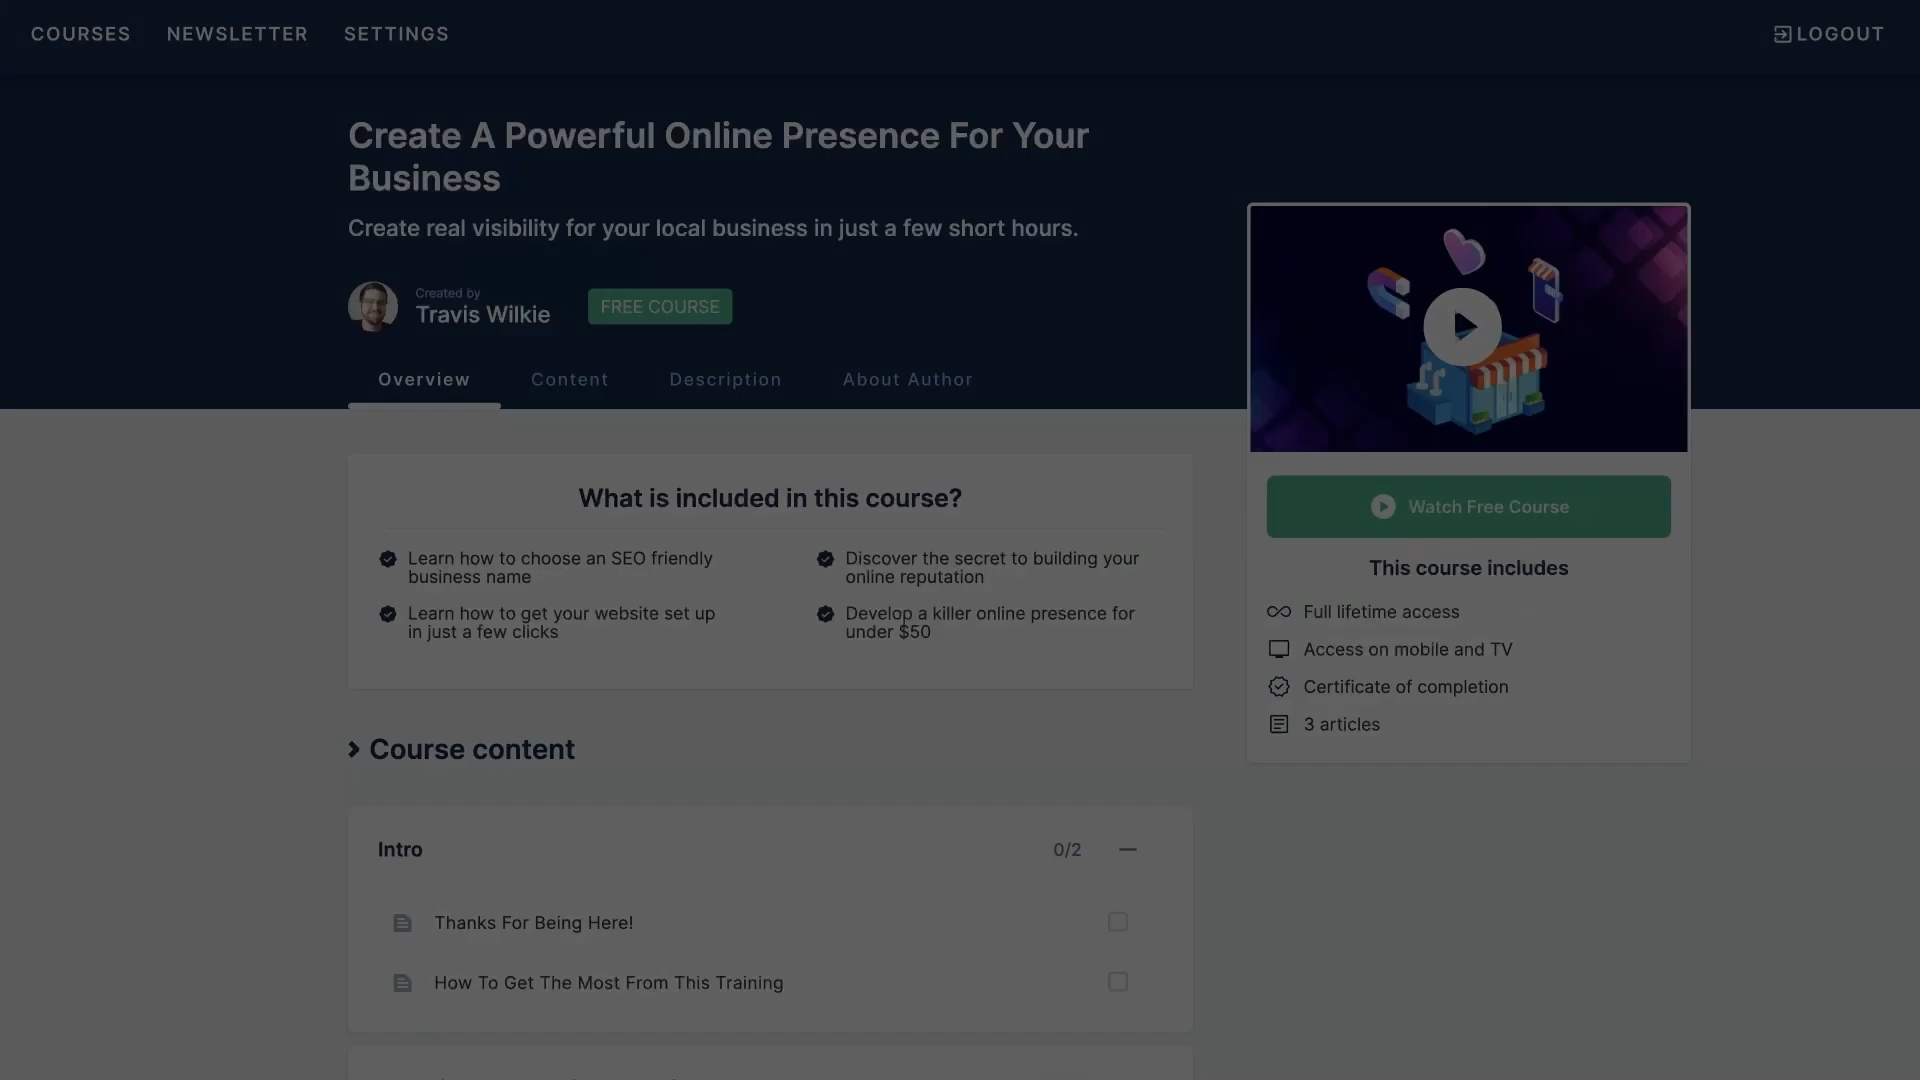 COURSES
NEWSLETTER
SETTINGS
LOGOUT
Create A Powerful Online Presence For Your
Business
Create real visibility for your local business in just a few short hours.
Created by
Travis Wilkie
FREE COURSE
Overview
Content
Description
About Author
What is included in this course?
Learn how to choose an SEO friendly
business name
Discover the secret to building your
online reputation
Learn how to get your website set up
in just a few clicks
Develop a killer online presence for
under $50
Watch Free Course
This course includes
Full lifetime access
Access on mobile and TV
Certificate of completion
3 articles
Course content
Intro
0/2
Thanks For Being Here!
How To Get The Most From This Training